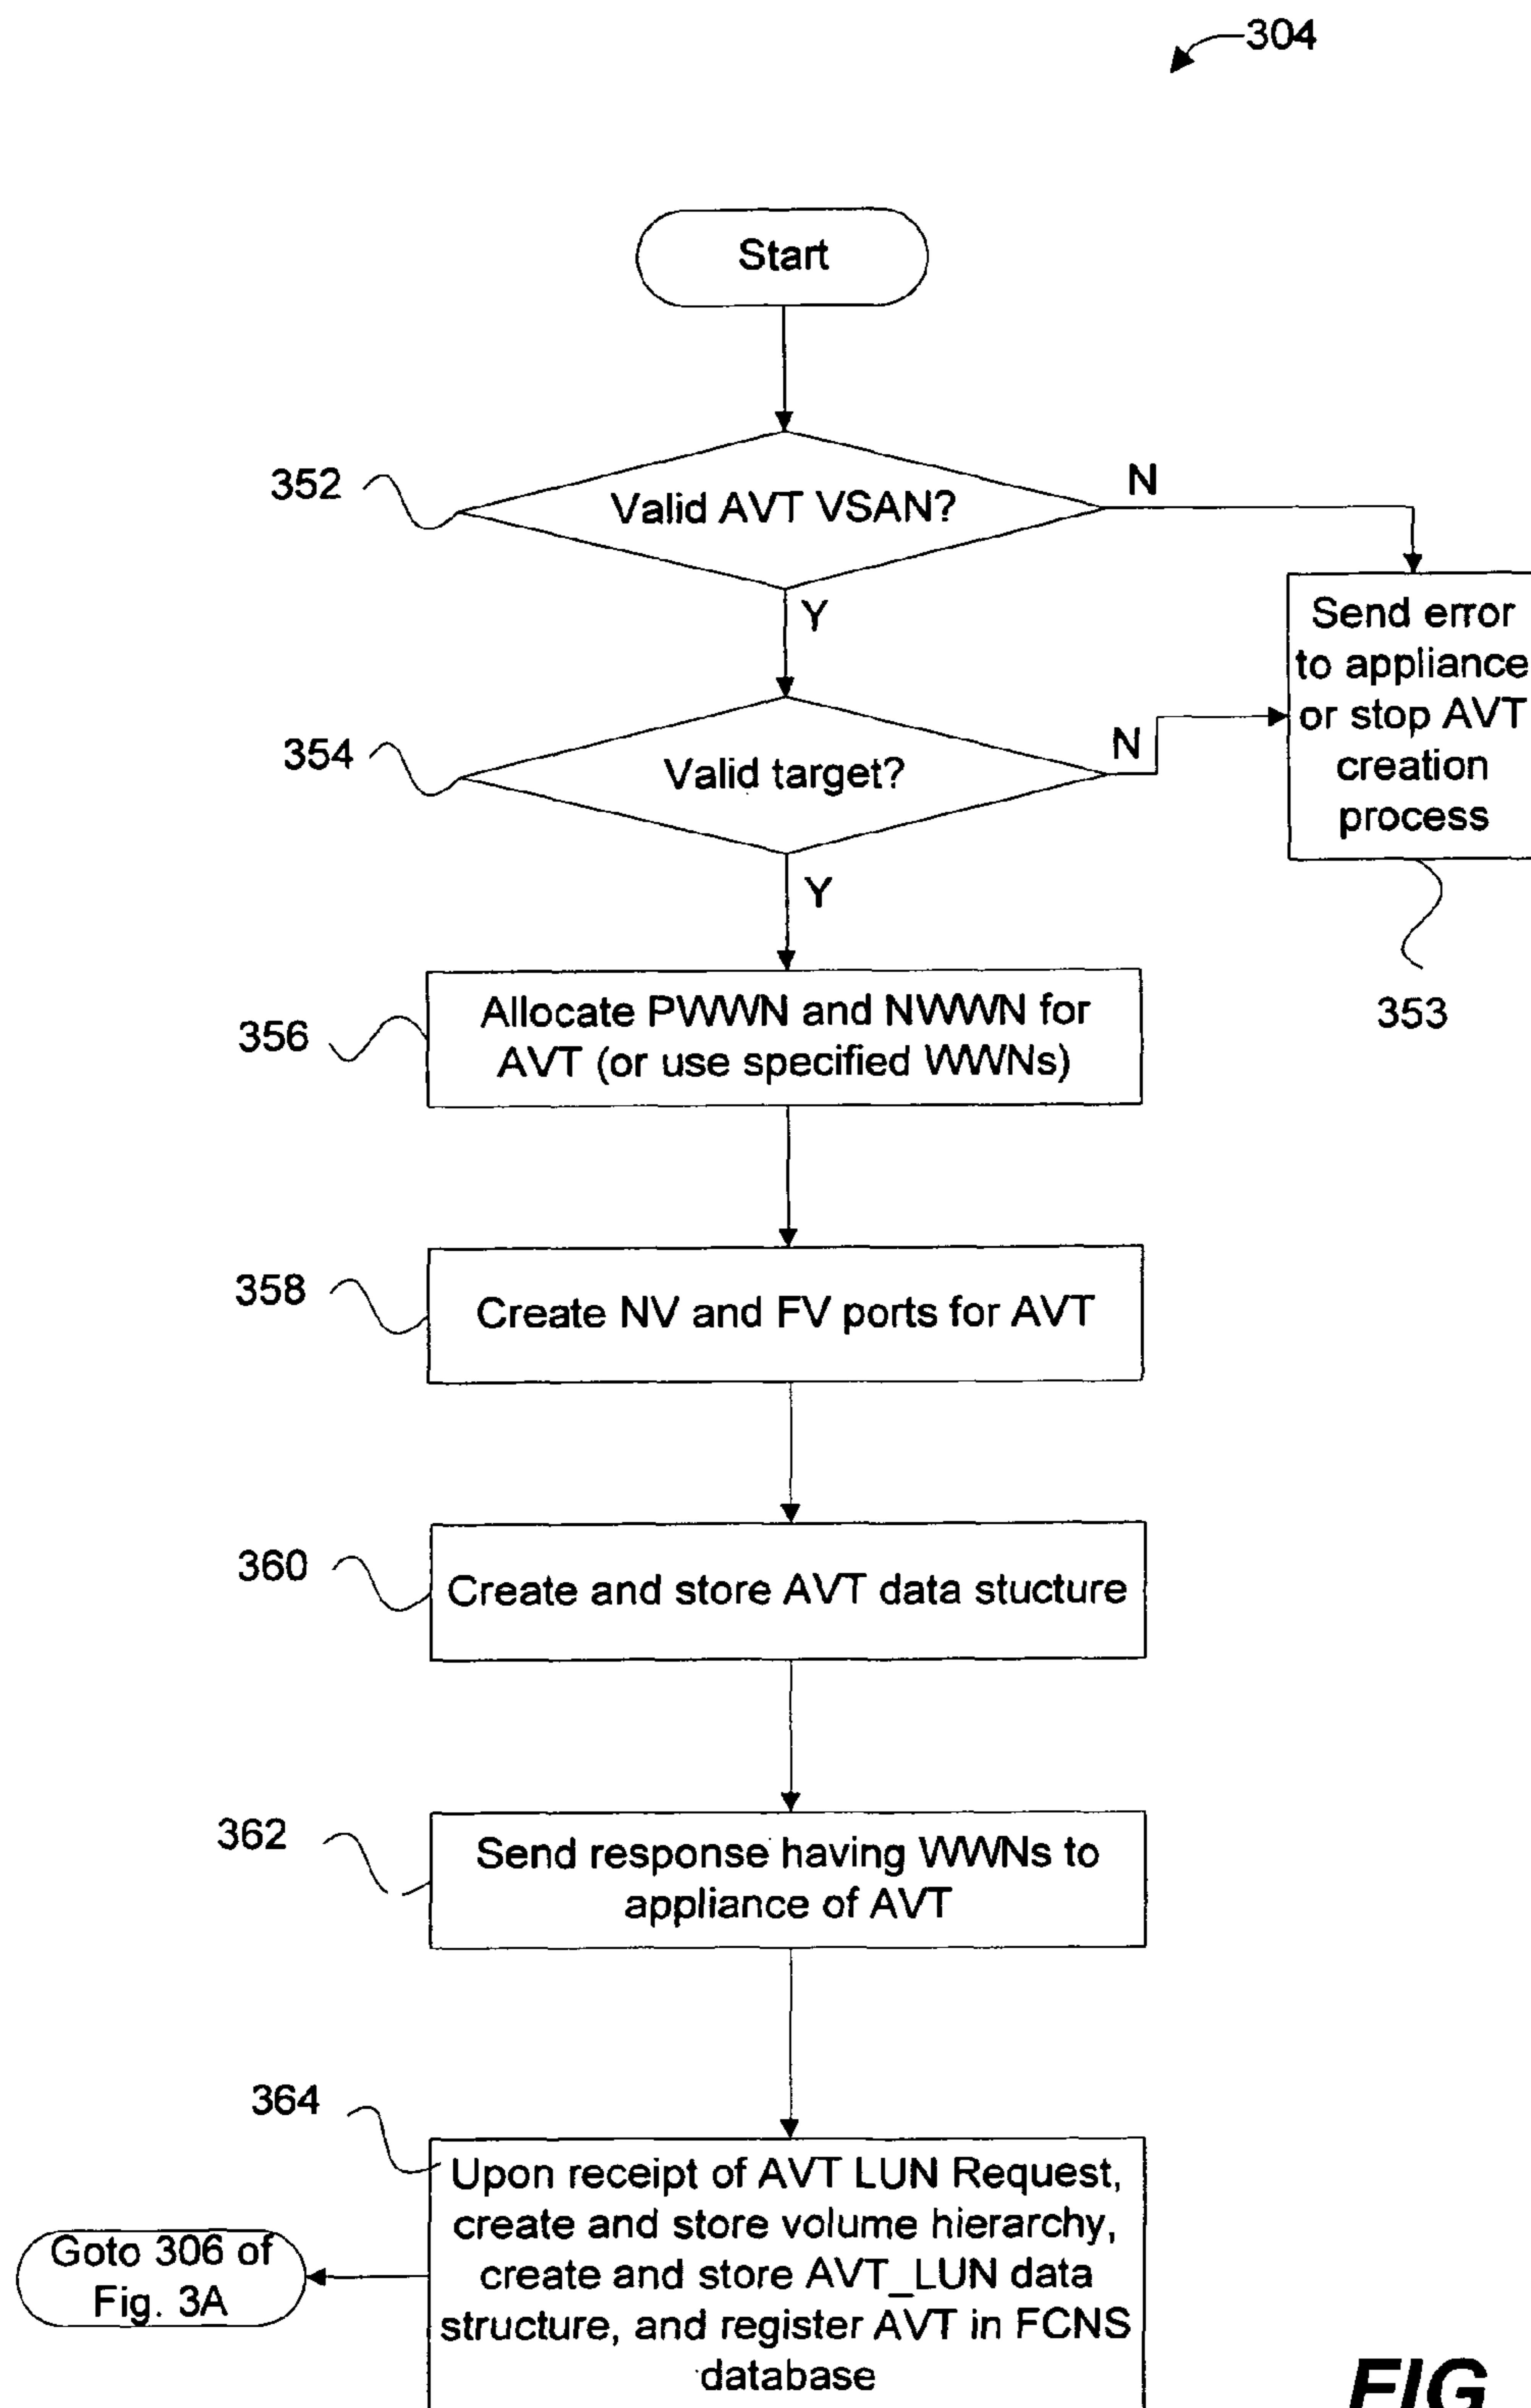 304
Start
352
Valid AVT VSAN?
N
Y
Send error
to appliance
or stop AVT
creation
process
353
354
Valid target?
N
Y
356
Allocate PWWN and NWWN for
AVT (or use specified WWNs)
358
Create NV and FV ports for AVT
360
Create and store AVT data stucture
362
Send response having WWNs to
appliance of AVT
364
Upon receipt of AVT LUN Request,
create and store volume hierarchy,
create and store AVT_LUN data
structure, and register AVT in FCNS
database
Goto 306 of
Fig. 3A
FIG